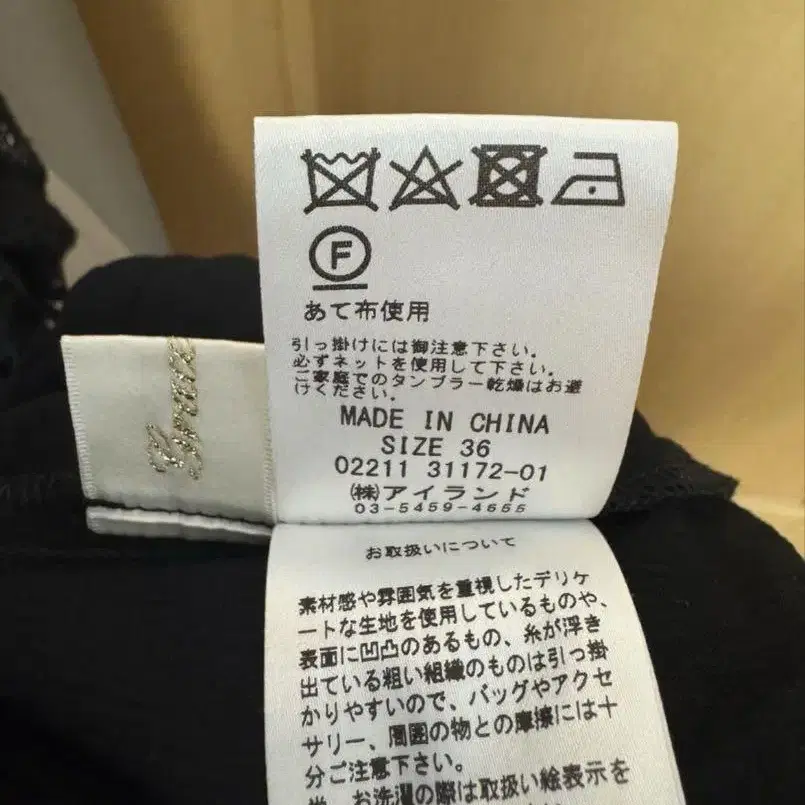 F
あて布使用
引っ掛けには御注意下さい。
必ずネットを使用して下さい。
ご家庭でのタンブラー乾燥はお避
けください。
MADE IN CHINA
SIZE 36
02211 31172-01
㈱アイランド
03-5459-4655
お取扱いについて
素材感や雰囲気を重視したデリケ
ートな生地を使用しているものや、
表面に凹凸のあるもの、糸が浮き
出ている粗い組織のものは引っ掛
かりやすいので、バッグやアクセ
サリー、周囲の物との摩擦には十
分ご注意下さい。
お洗濯の際は取扱い絵表示を